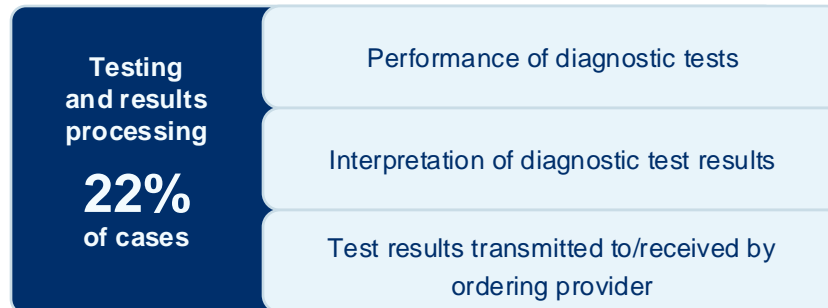 Testing
and results
processing
22%
of cases
Performance of diagnostic tests
Interpretation of diagnostic test results
Test results transmitted to/received by
ordering provider